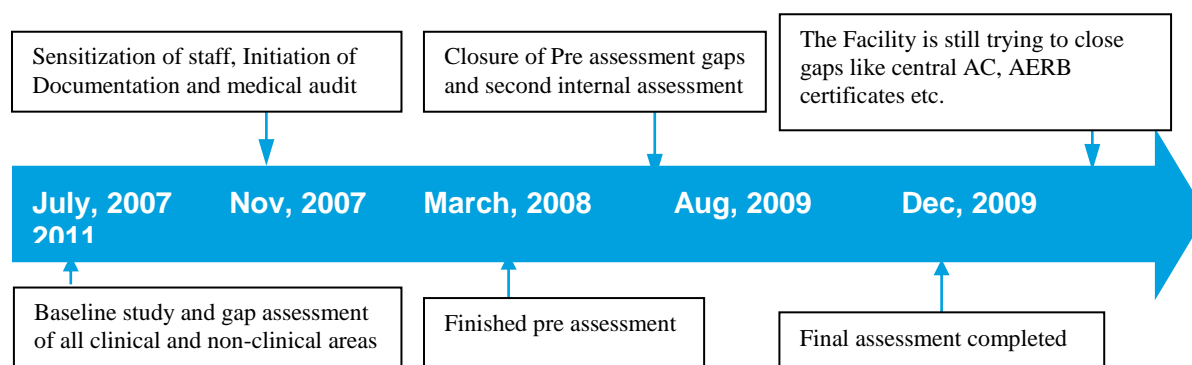 Sensitization of staff, Initiation of
Documentation and medical audit
Closure of Pre assessment gaps
and second internal assessment
The Facility is still trying to close
gaps like central AC, AERB
certificates etc.
July, 2007 Nov, 2007 March, 2008 Aug, 2009 Dec, 2009
2011
Baseline study and gap assessment
of all clinical and non-clinical areas
Finished pre assessment
Final assessment completed